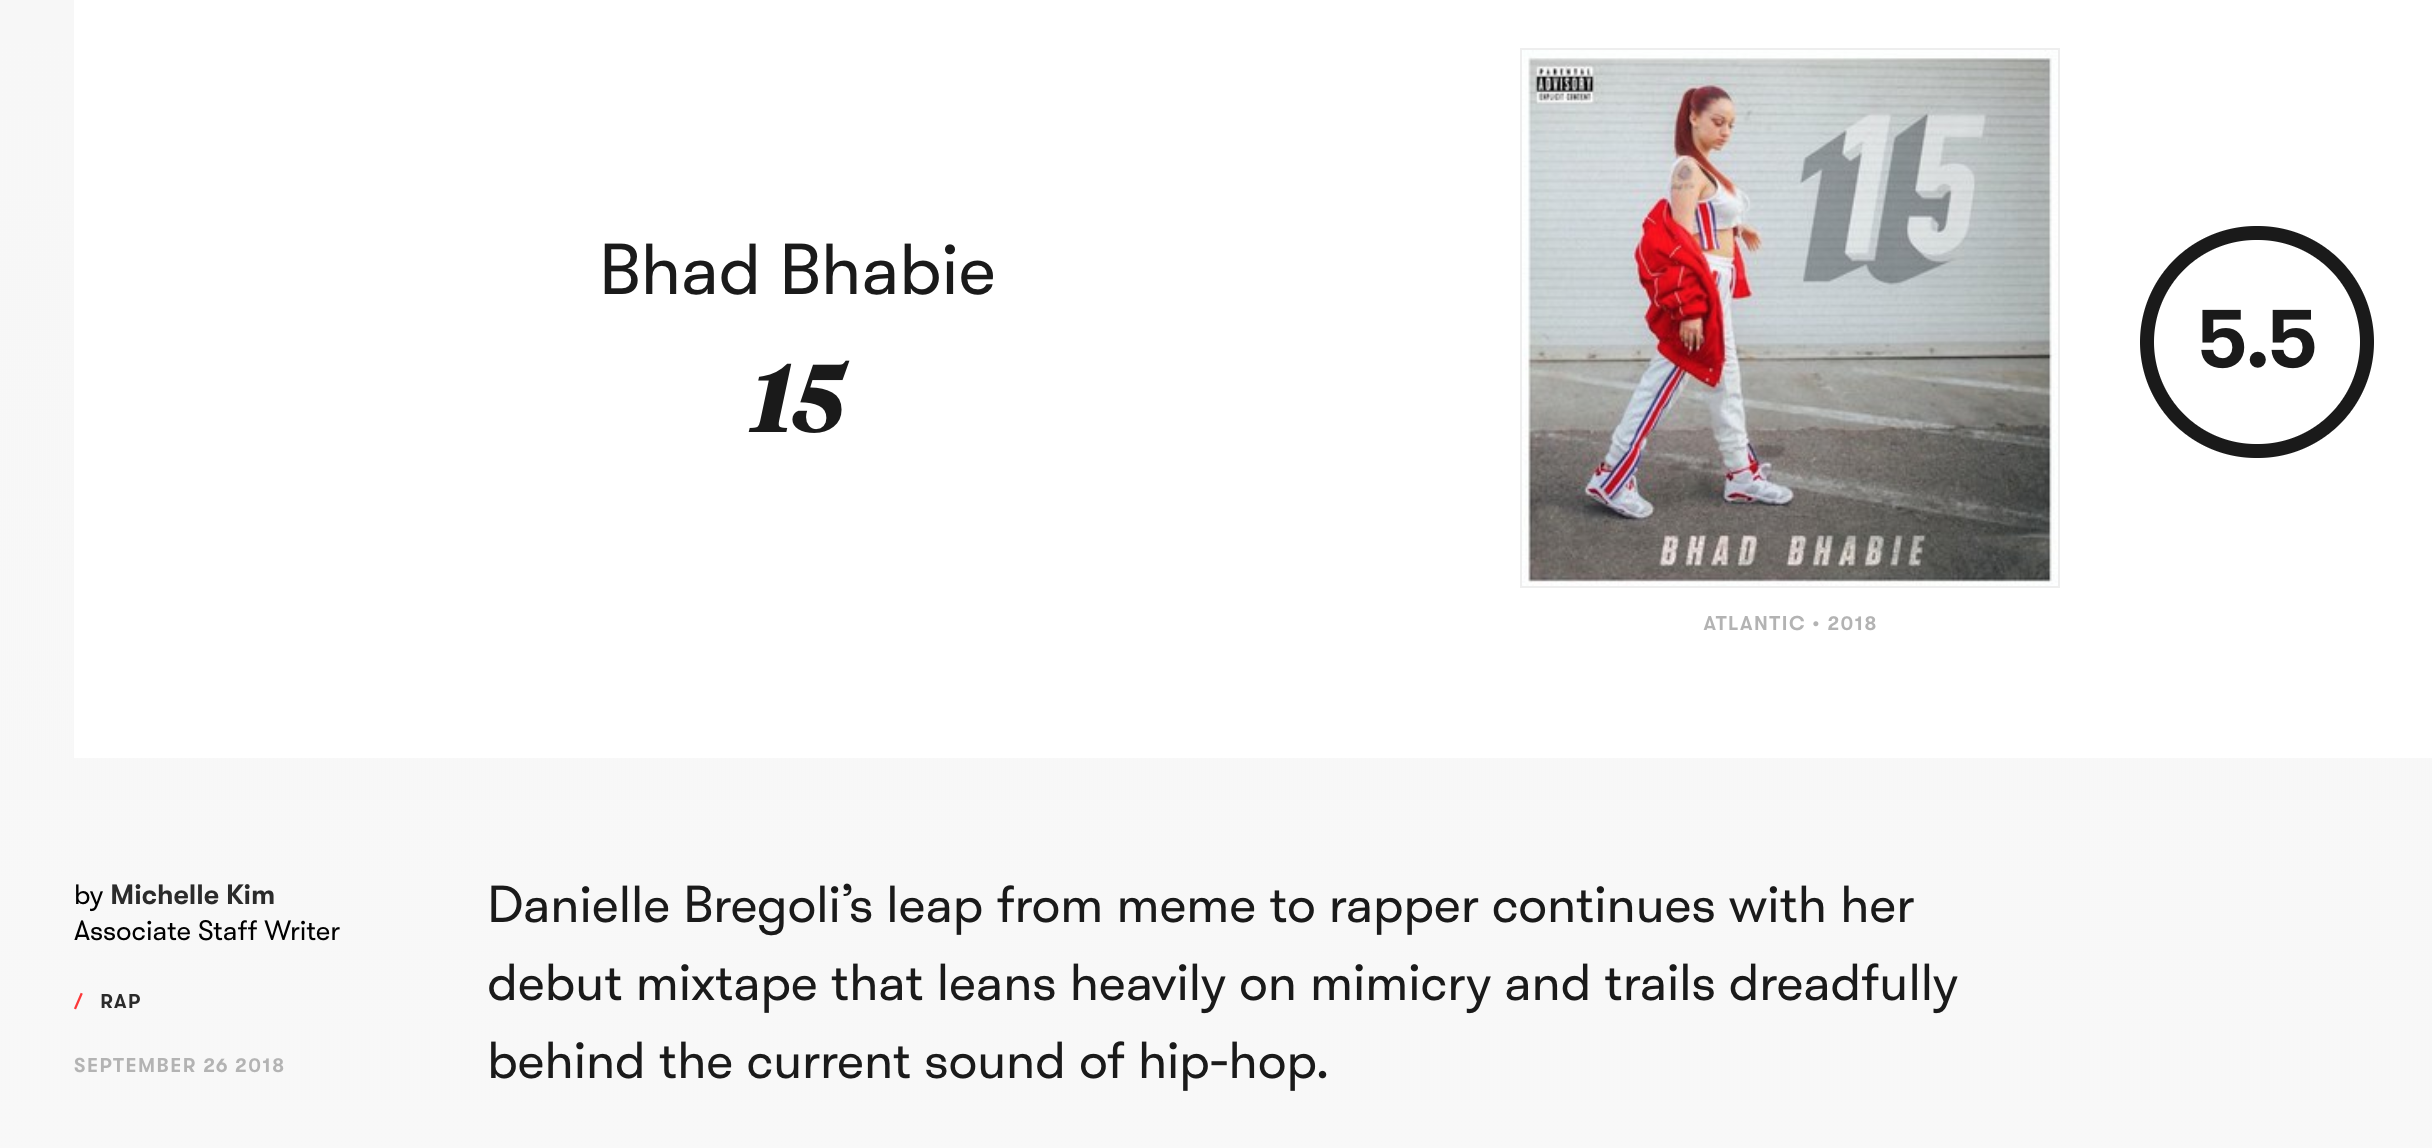 Bhad Bhabie
15
PARENTAL
ADVISORY
EXPLICIT CONTENT
15
BHAD BHABIE
5.5
ATLANTIC • 2018
by Michelle Kim
Associate Staff Writer
/ RAP
SEPTEMBER 26 2018
Danielle Bregoli’s leap from meme to rapper continues with her
debut mixtape that leans heavily on mimicry and trails dreadfully
behind the current sound of hip-hop.